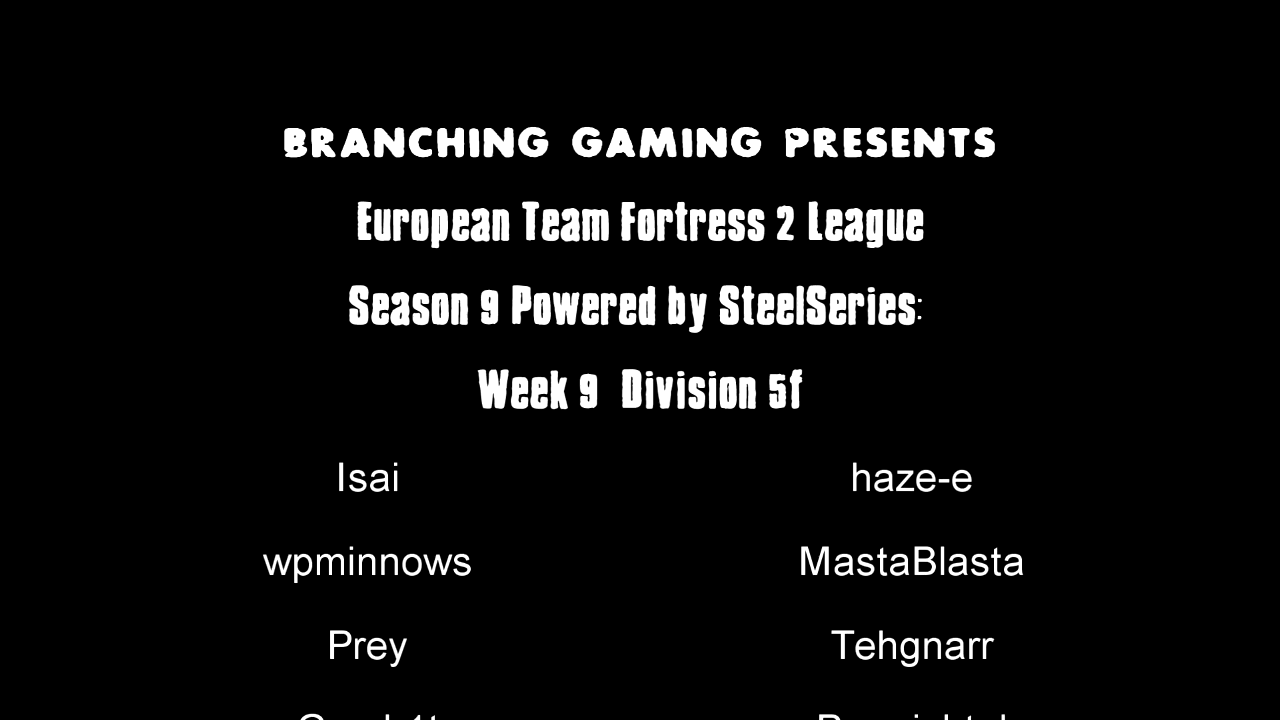 BRANCHING GAMING PRESENTS
European Team Fortress 2 League
Season 9 Powered by SteelSeries:
Week 9 Division 5f
Isai haze-e
wpminnows MastaBlasta
Prey Tehgnarr